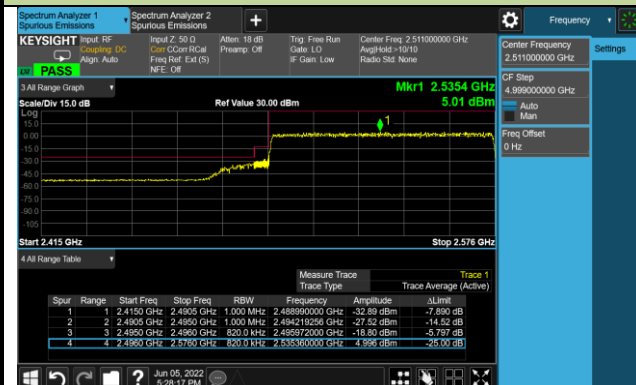 Spectrum Analyzer 1
Spurious Emissions
Spectrum Analyzer 2
Spurious Emissions
+
Frequency
KEYSIGHT
Input: RF
Coupling: DC
Align: Auto
Input Z: 50 Ω
Corr CCorr RCal
Freq Ref: Ext (S)
NFE: Off
Atten: 18 dB
Preamp: Off
Trig: Free Run
Gate: LO
IF Gain: Low
Center Freq: 2.511000000 GHz
Avg|Hold:>10/10
Radio Std: None
PASS
Center Frequency
2.511000000 GHz
Settings
CF Step
4.999000000 GHz
Auto
Man
Freq Offset
0 Hz
3 All Range Graph
Mkr1 2.5354 GHz
5.01 dBm
Scale/Div 15.0 dB
Ref Value 30.00 dBm
Log
15.0
0.00
-15.0
-30.0
-45.0
-60.0
-75.0
-90.0
-105
1
Start 2.415 GHz
Stop 2.576 GHz
4 All Range Table
Measure Trace Trace 1
Trace Type Trace Average (Active)
Spur Range Start Freq Stop Freq RBW Frequency Amplitude ΔLimit
1 1 2.4150 GHz 2.4905 GHz 1.000 MHz 2.488990000 GHz -32.89 dBm -7.890 dB
2 2 2.4905 GHz 2.4950 GHz 1.000 MHz 2.494219256 GHz -27.52 dBm -14.52 dB
3 3 2.4950 GHz 2.4960 GHz 820.0 kHz 2.495972000 GHz -18.80 dBm -5.797 dB
4 4 2.4960 GHz 2.5760 GHz 820.0 kHz 2.535360000 GHz 4.996 dBm -25.00 dB
?
Jun 05, 2022
5:28:17 PM